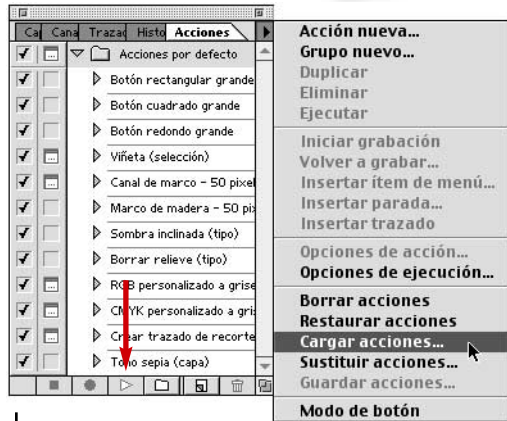 Ca Cana Trazad Histo Acciones
Acciones por defecto
Botón rectangular grande
Botón cuadrado grande
Botón redondo grande
Viñeta (selección)
Canal de marco - 50 pixel
Marco de madera - 50 pi
Sombra inclinada (tipo)
Borrar relieve (tipo)
RGB personalizado a grise
CMYK personalizado a gri
Crear trazado de recorte
Tono sepia (capa)
Acción nueva...
Grupo nuevo...
Duplicar
Eliminar
Ejecutar
Iniciar grabación
Volver a grabar...
Insertar ítem de menú...
Insertar parada...
Insertar trazado
Opciones de acción...
Opciones de ejecución...
Borrar acciones
Restaurar acciones
Cargar acciones...
Sustituir acciones...
Guardar acciones...
Modo de botón